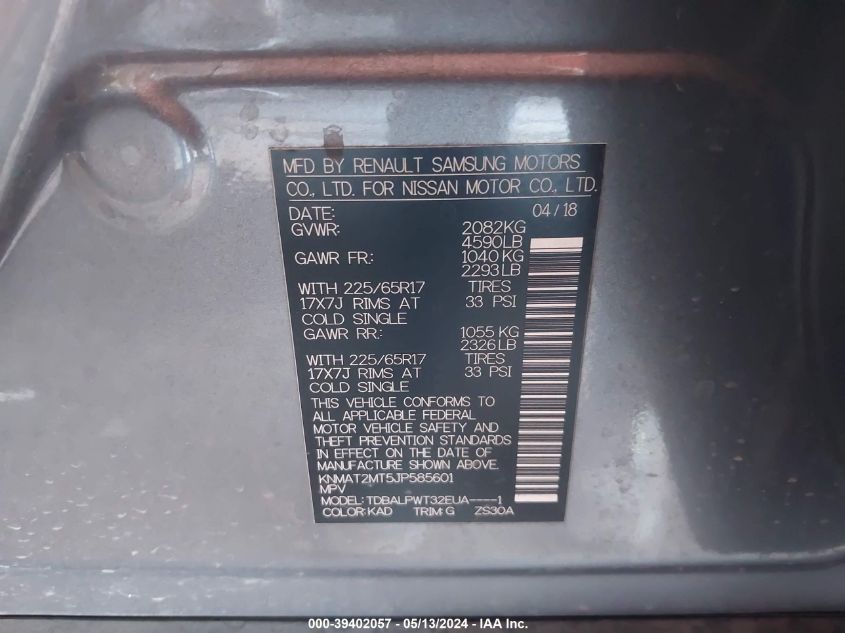 MFD BY RENAULT SAMSUNG MOTORS
CO., LTD. FOR NISSAN MOTOR CO., LTD.
DATE: 04/18
GVWR: 2082KG
4590LB
GAWR FR: 1040KG
2293LB
WITH 225/65R17 TIRES
17X7J RIMS AT 33 PSI
COLD SINGLE
GAWR RR: 1055 KG
2326LB
WITH 225/65R17 TIRES
17X7J RIMS AT 33 PSI
COLD SINGLE
THIS VEHICLE CONFORMS TO
ALL APPLICABLE FEDERAL
MOTOR VEHICLE SAFETY AND
THEFT PREVENTION STANDARDS
IN EFFECT ON THE DATE OF
MANUFACTURE SHOWN ABOVE.
KNMAT2MT5JP585601
MPV
MODEL: TDBALPWT32EUA----1
COLOR: KAD TRIM: G ZS30A
000-39402057 - 05/13/2024 - IAA Inc.